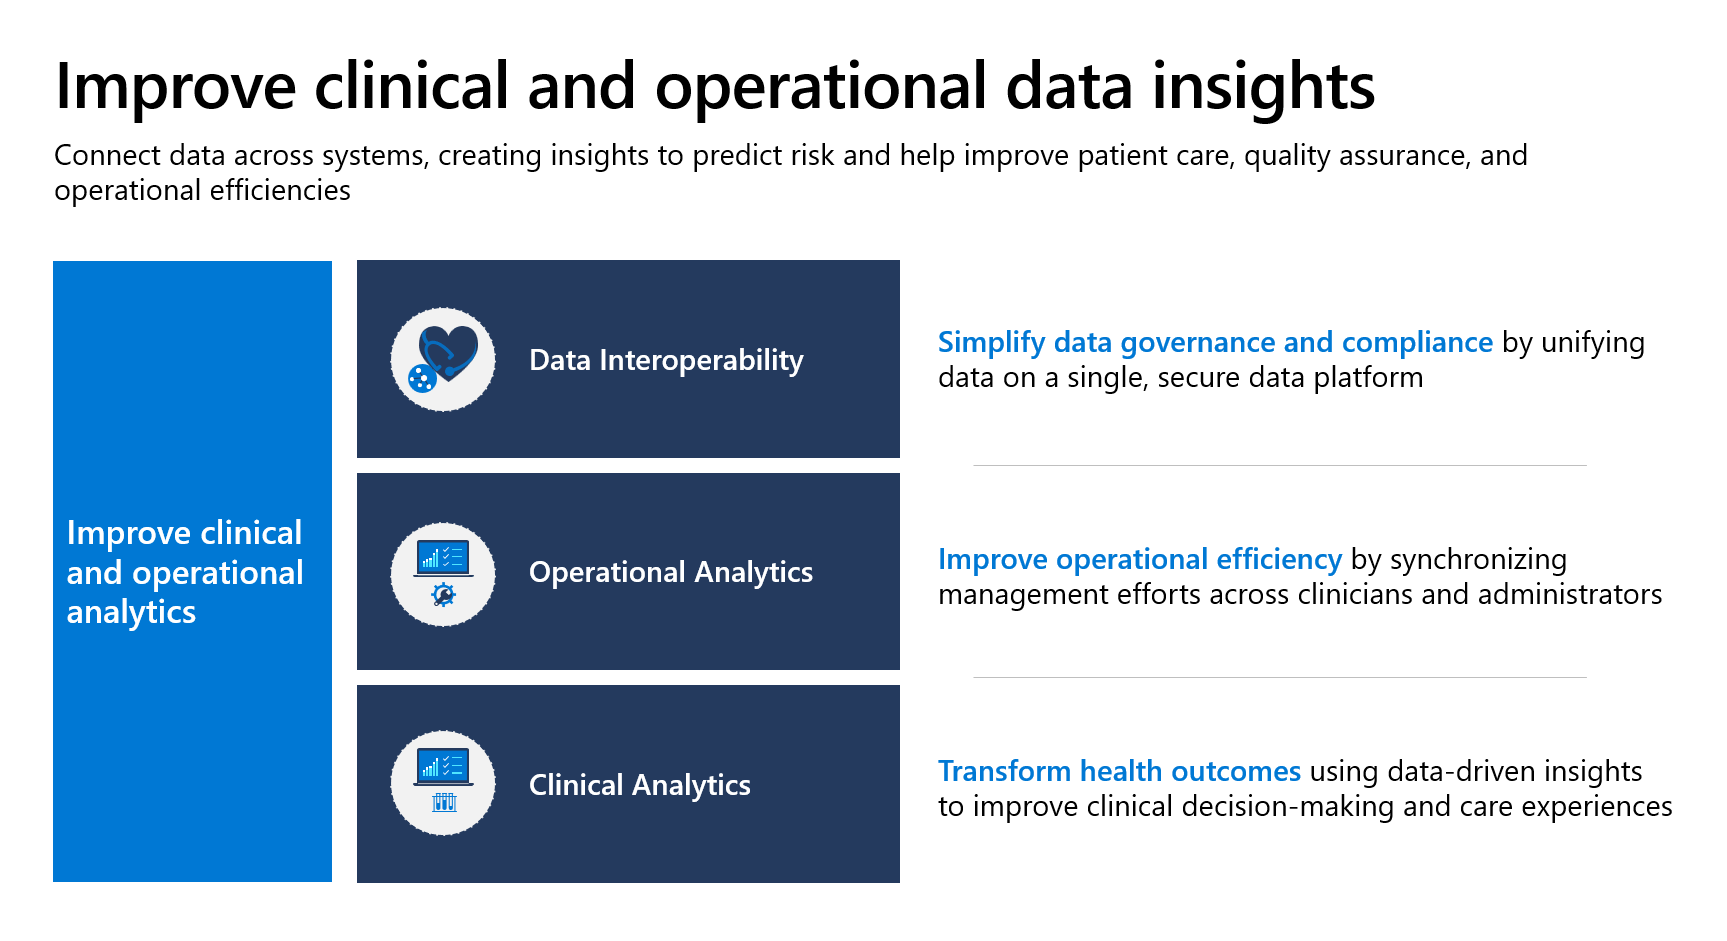 Improve clinical and operational data insights
Connect data across systems, creating insights to predict risk and help improve patient care, quality assurance, and
operational efficiencies
Improve clinical
and operational
analytics
Data Interoperability
Simplify data governance and compliance by unifying
data on a single, secure data platform
Operational Analytics
Improve operational efficiency by synchronizing
management efforts across clinicians and administrators
Clinical Analytics
Transform health outcomes using data-driven insights
to improve clinical decision-making and care experiences